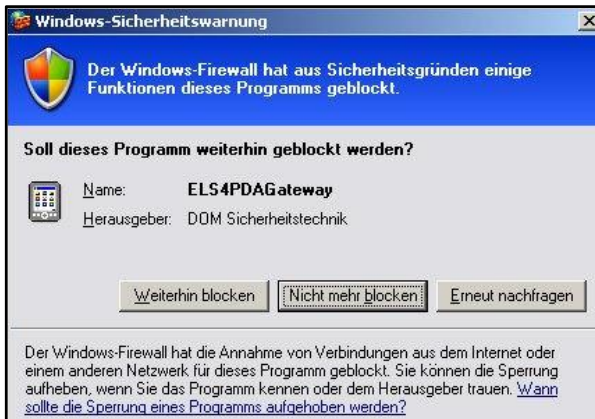 Windows-Sicherheitswarnung
Der Windows-Firewall hat aus Sicherheitsgründen einige
Funktionen dieses Programms geblockt.
Soll dieses Programm weiterhin geblockt werden?
Name: ELS4PDAGateway
Herausgeber: DOM Sicherheitstechnik
Weiterhin blocken Nicht mehr blocken Erneut nachfragen
Der Windows-Firewall hat die Annahme von Verbindungen aus dem Internet oder
einem anderen Netzwerk für dieses Programm geblockt. Sie können die Sperrung
aufheben, wenn Sie das Programm kennen oder dem Herausgeber trauen. Wann
sollte die Sperrung eines Programms aufgehoben werden?